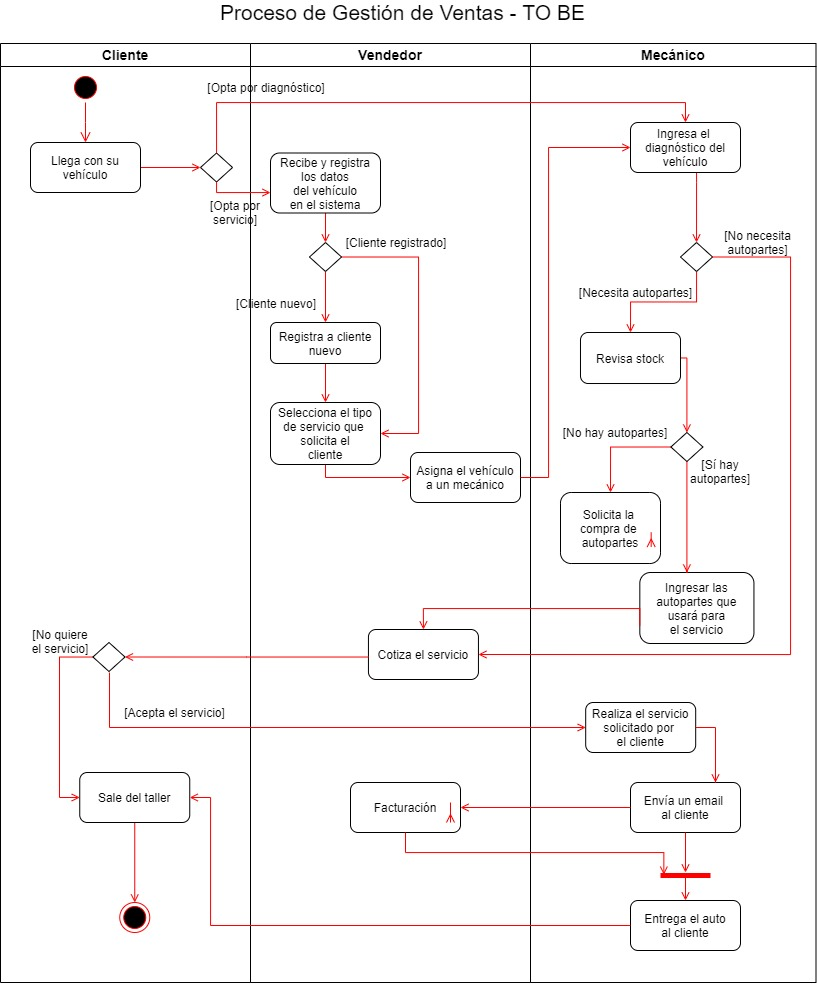 Proceso de Gestión de Ventas - TO BE
Cliente
Vendedor
Mecánico
[Opta por diagnóstico]
Llega con su
vehículo
[Opta por
servicio]
Recibe y registra
los datos
del vehículo
en el sistema
Ingresa el
diagnóstico del
vehículo
[Cliente registrado]
[No necesita
autopartes]
[Cliente nuevo]
[Necesita autopartes]
Registra a cliente
nuevo
Revisa stock
Selecciona el tipo
de servicio que
solicita el
cliente
[No hay autopartes]
[Sí hay
autopartes]
Asigna el vehículo
a un mecánico
Solicita la
compra de
autopartes
Ingresar las
autopartes que
usará para
el servicio
[No quiere
el servicio]
Cotiza el servicio
[Acepta el servicio]
Realiza el servicio
solicitado por
el cliente
Sale del taller
Facturación
Envía un email
al cliente
Entrega el auto
al cliente